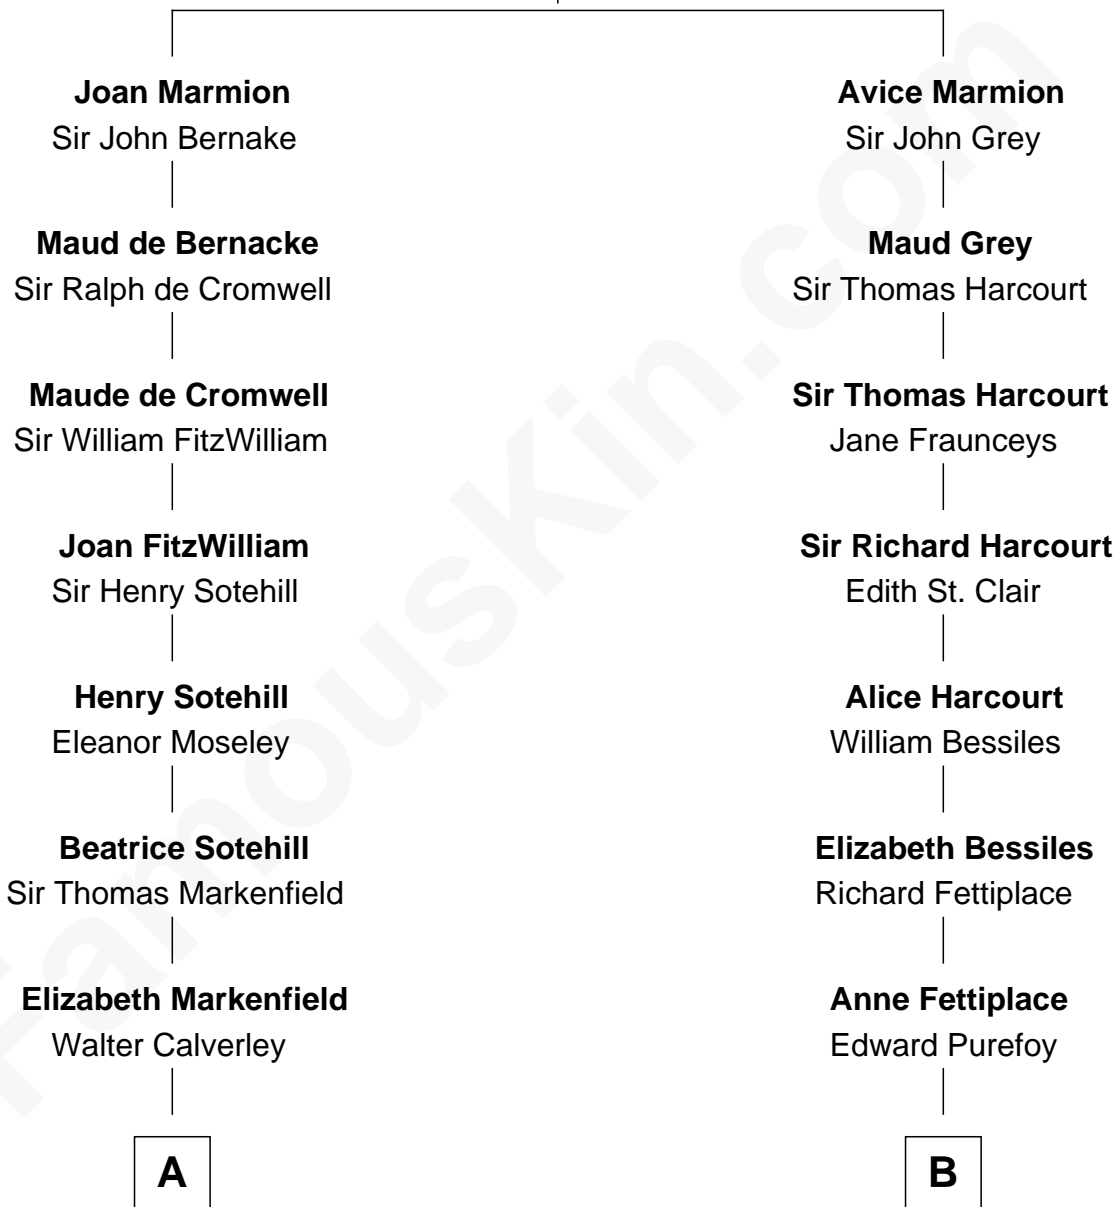 Joan Marmion
Sir John Bernake
Avice Marmion
Sir John Grey
Maud de Bernacke
Sir Ralph de Cromwell
Maud Grey
Sir Thomas Harcourt
Maude de Cromwell
Sir William FitzWilliam
Sir Thomas Harcourt
Jane Fraunceys
Joan FitzWilliam
Sir Henry Sotehill
Sir Richard Harcourt
Edith St. Clair
Henry Sotehill
Eleanor Moseley
Alice Harcourt
William Bessiles
Beatrice Sotehill
Sir Thomas Markenfield
Elizabeth Bessiles
Richard Fettiplace
Elizabeth Markenfield
Walter Calverley
Anne Fettiplace
Edward Purefoy
A
B
FamousKin.com